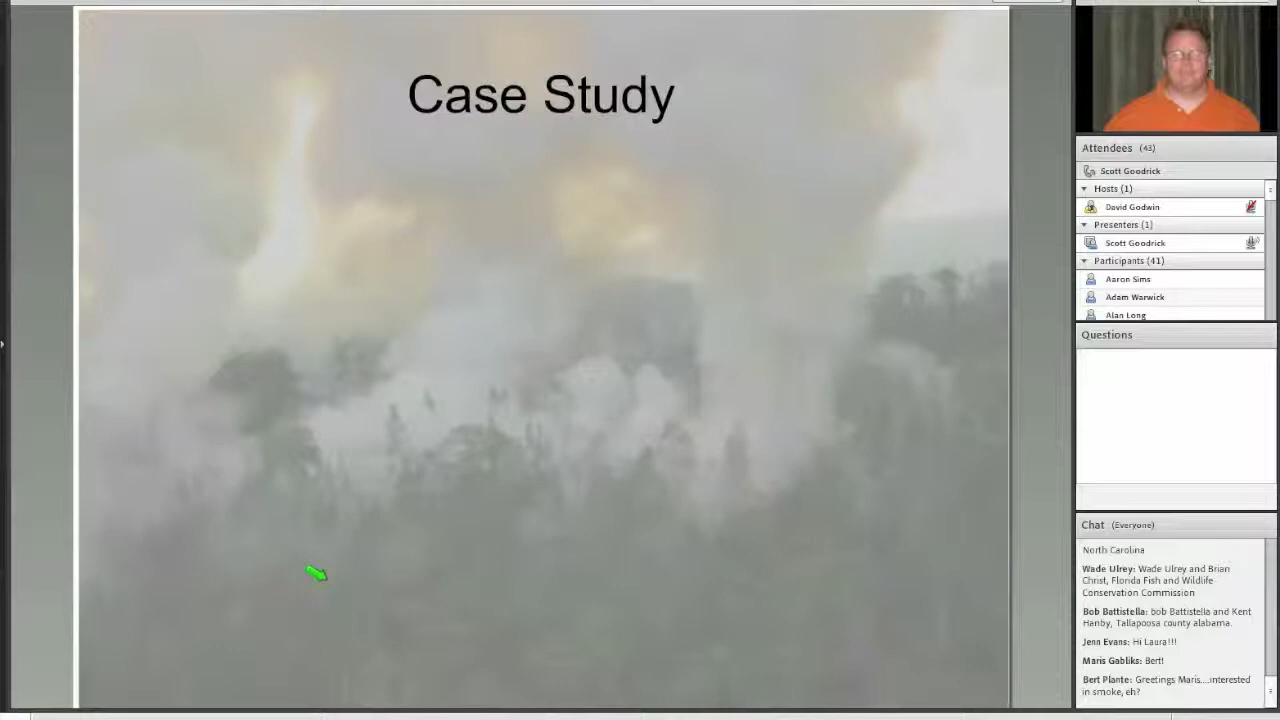 Case Study
Attendees (43)
Scott Goodrick
Hosts (1)
David Godwin
Presenters (1)
Scott Goodrick
Participants (41)
Aaron Sims
Adam Warwick
Alan Long
Questions
Chat (Everyone)
North Carolina
Wade Ulrey: Wade Ulrey and Brian
Christ, Florida Fish and Wildlife
Conservation Commission
Bob Battistella: bob Battistella and Kent
Hanby, Tallapoosa county alabama.
Jenn Evans: Hi Laura!!!
Maris Gabliks: Bert!
Bert Plante: Greetings Maris....interested
in smoke, eh?